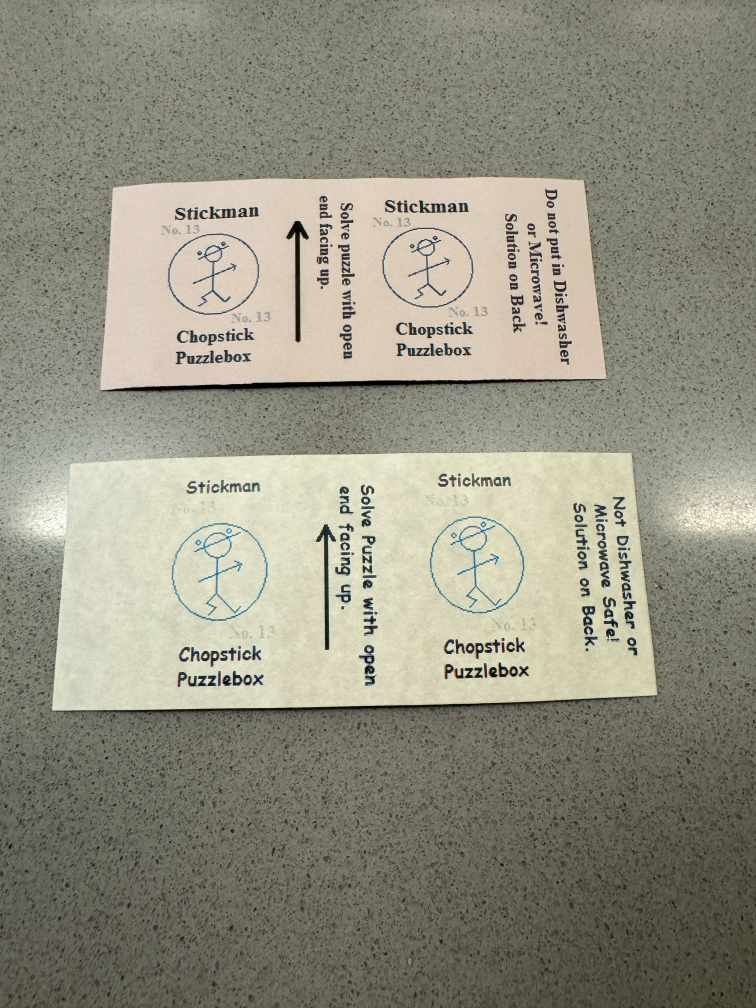 Stickman
No. 13
No. 13
Chopstick
Puzzlebox
Solve puzzle with open
end facing up.
Stickman
No. 13
No. 13
Chopstick
Puzzlebox
Do not put in Dishwasher
or Microwave!
Solution on Back
Stickman
No. 13
No. 13
Chopstick
Puzzlebox
Solve Puzzle with open
end facing up.
Stickman
No. 13
No. 13
Chopstick
Puzzlebox
Not Dishwasher or
Microwave Safe!
Solution on Back.